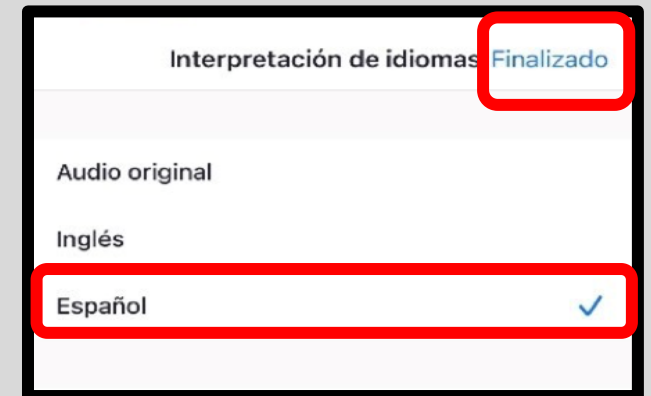 Interpretación de idiomas Finalizado
Audio original
Inglés
Español